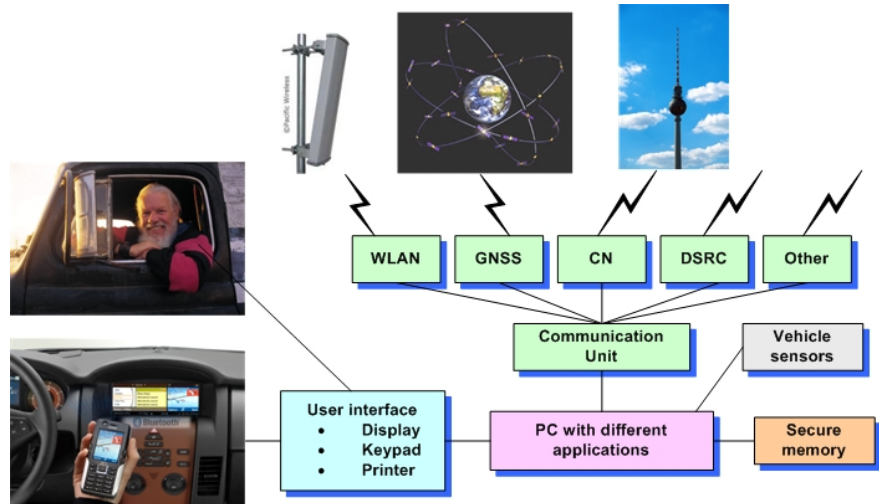 ©Pacific Wireless
WLAN
GNSS
CN
DSRC
Other
Communication
Unit
Vehicle
sensors
User interface
• Display
• Keypad
• Printer
PC with different
applications
Secure
memory
Bluetooth